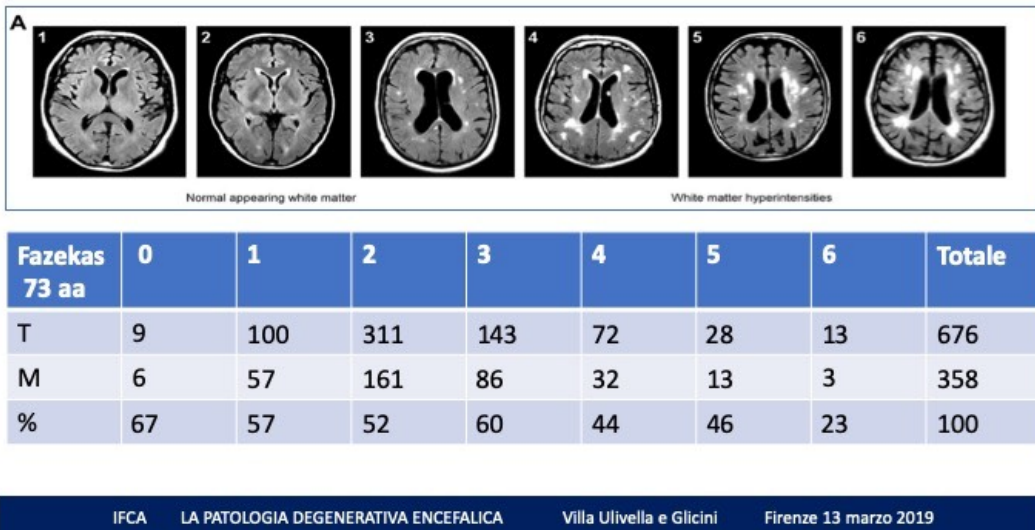 A
1 2 3 4 5 6
Normal appearing white matter White matter hyperintensities
Fazekas 73 aa 0 1 2 3 4 5 6 Totale
T 9 100 311 143 72 28 13 676
M 6 57 161 86 32 13 3 358
% 67 57 52 60 44 46 23 100
IFCA LA PATOLOGIA DEGENERATIVA ENCEFALICA Villa Ulivella e Glicini Firenze 13 marzo 2019